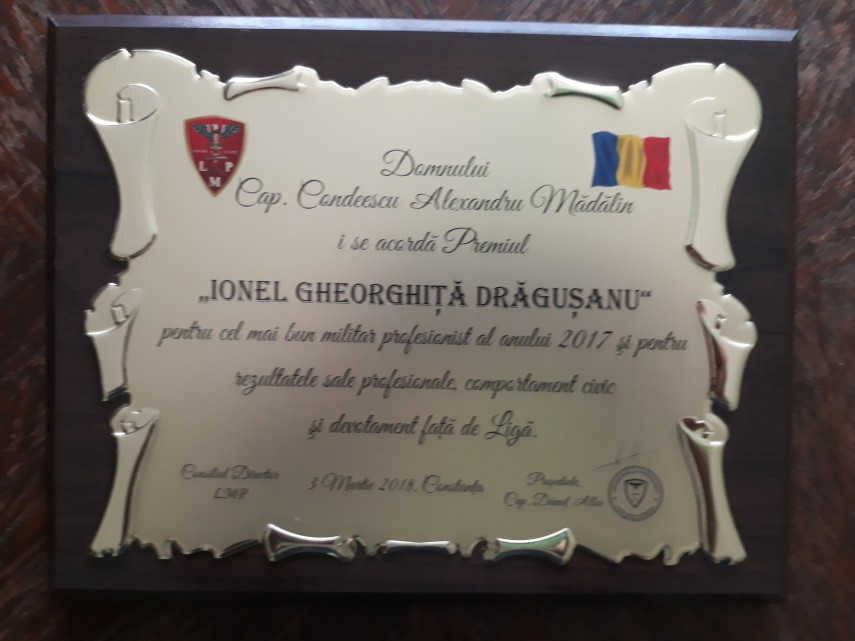 L P
M
Domnului
Cap. Condeescu Alexandru Mădălin
i se acordă Premiul
„IONEL GHEORGHIȚĂ DRĂGUȘANU“
pentru cel mai bun militar profesionist al anului 2017 și pentru
rezultatele sale profesionale, comportament civic
și devotament față de Ligă.
Consiliul Director
LMP
3 Martie 2018, Constanța
Președinte,
Cap. Dănuț